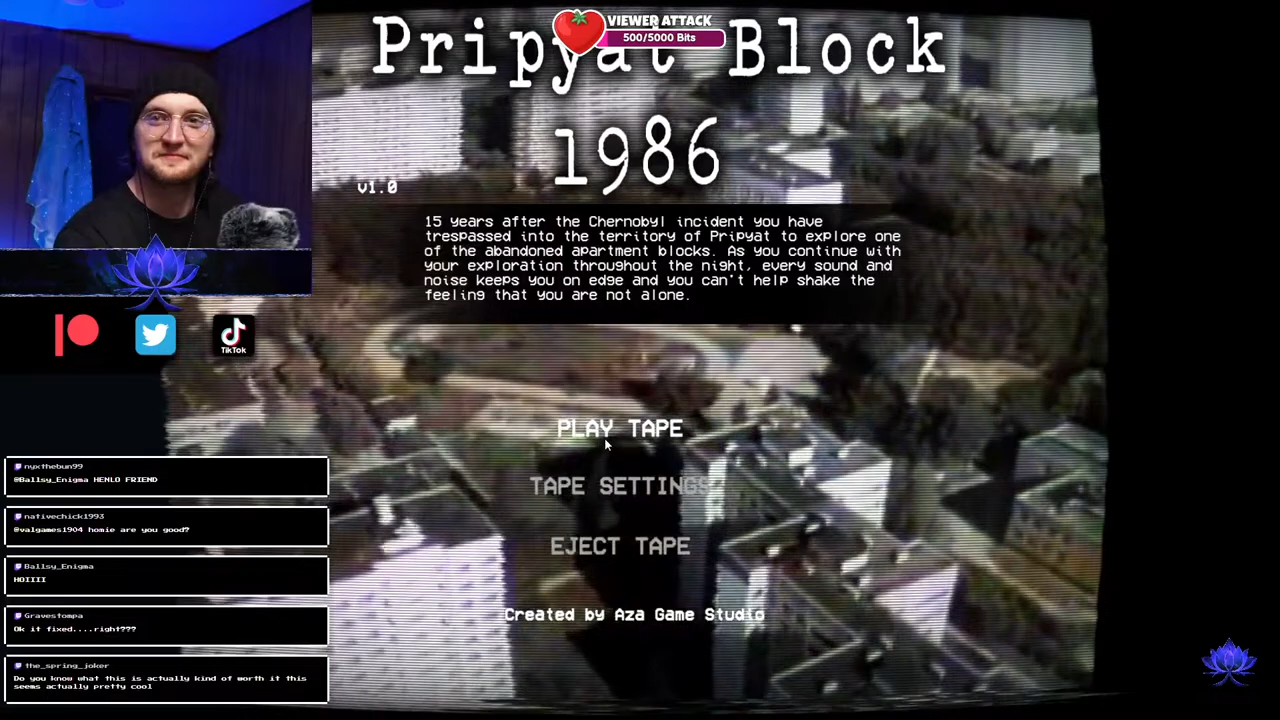 VIEWER ATTACK
500/5000 Bits
Pripyat Block
1986
v1.0
15 years after the Chernobyl incident you have
trespassed into the territory of Pripyat to explore one
of the abandoned apartment blocks. As you continue with
your exploration throughout the night, every sound and
noise keeps you on edge and you can't help shake the
feeling that you are not alone.
TikTok
PLAY TAPE
TAPE SETTINGS
EJECT TAPE
Created by Aza Game Studio
nyxthebun99
@Ballsy_Enigma HENLO FRIEND
nativechick1993
@valgames1904 homie are you good?
Ballsy_Enigma
HOIIII
Gravestompa
Ok it fixed....right???
the_spring_joker
Do you know what this is actually kind of worth it this
seems actually pretty cool